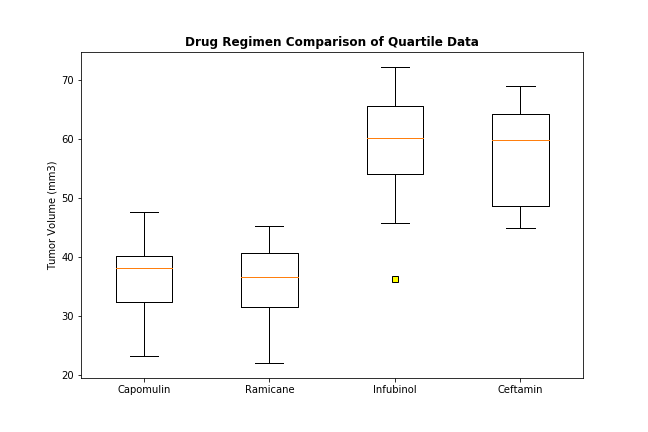 Drug Regimen Comparison of Quartile Data
Tumor Volume (mm3)
70
60
50
40
30
20
Capomulin
Ramicane
Infubinol
Ceftamin